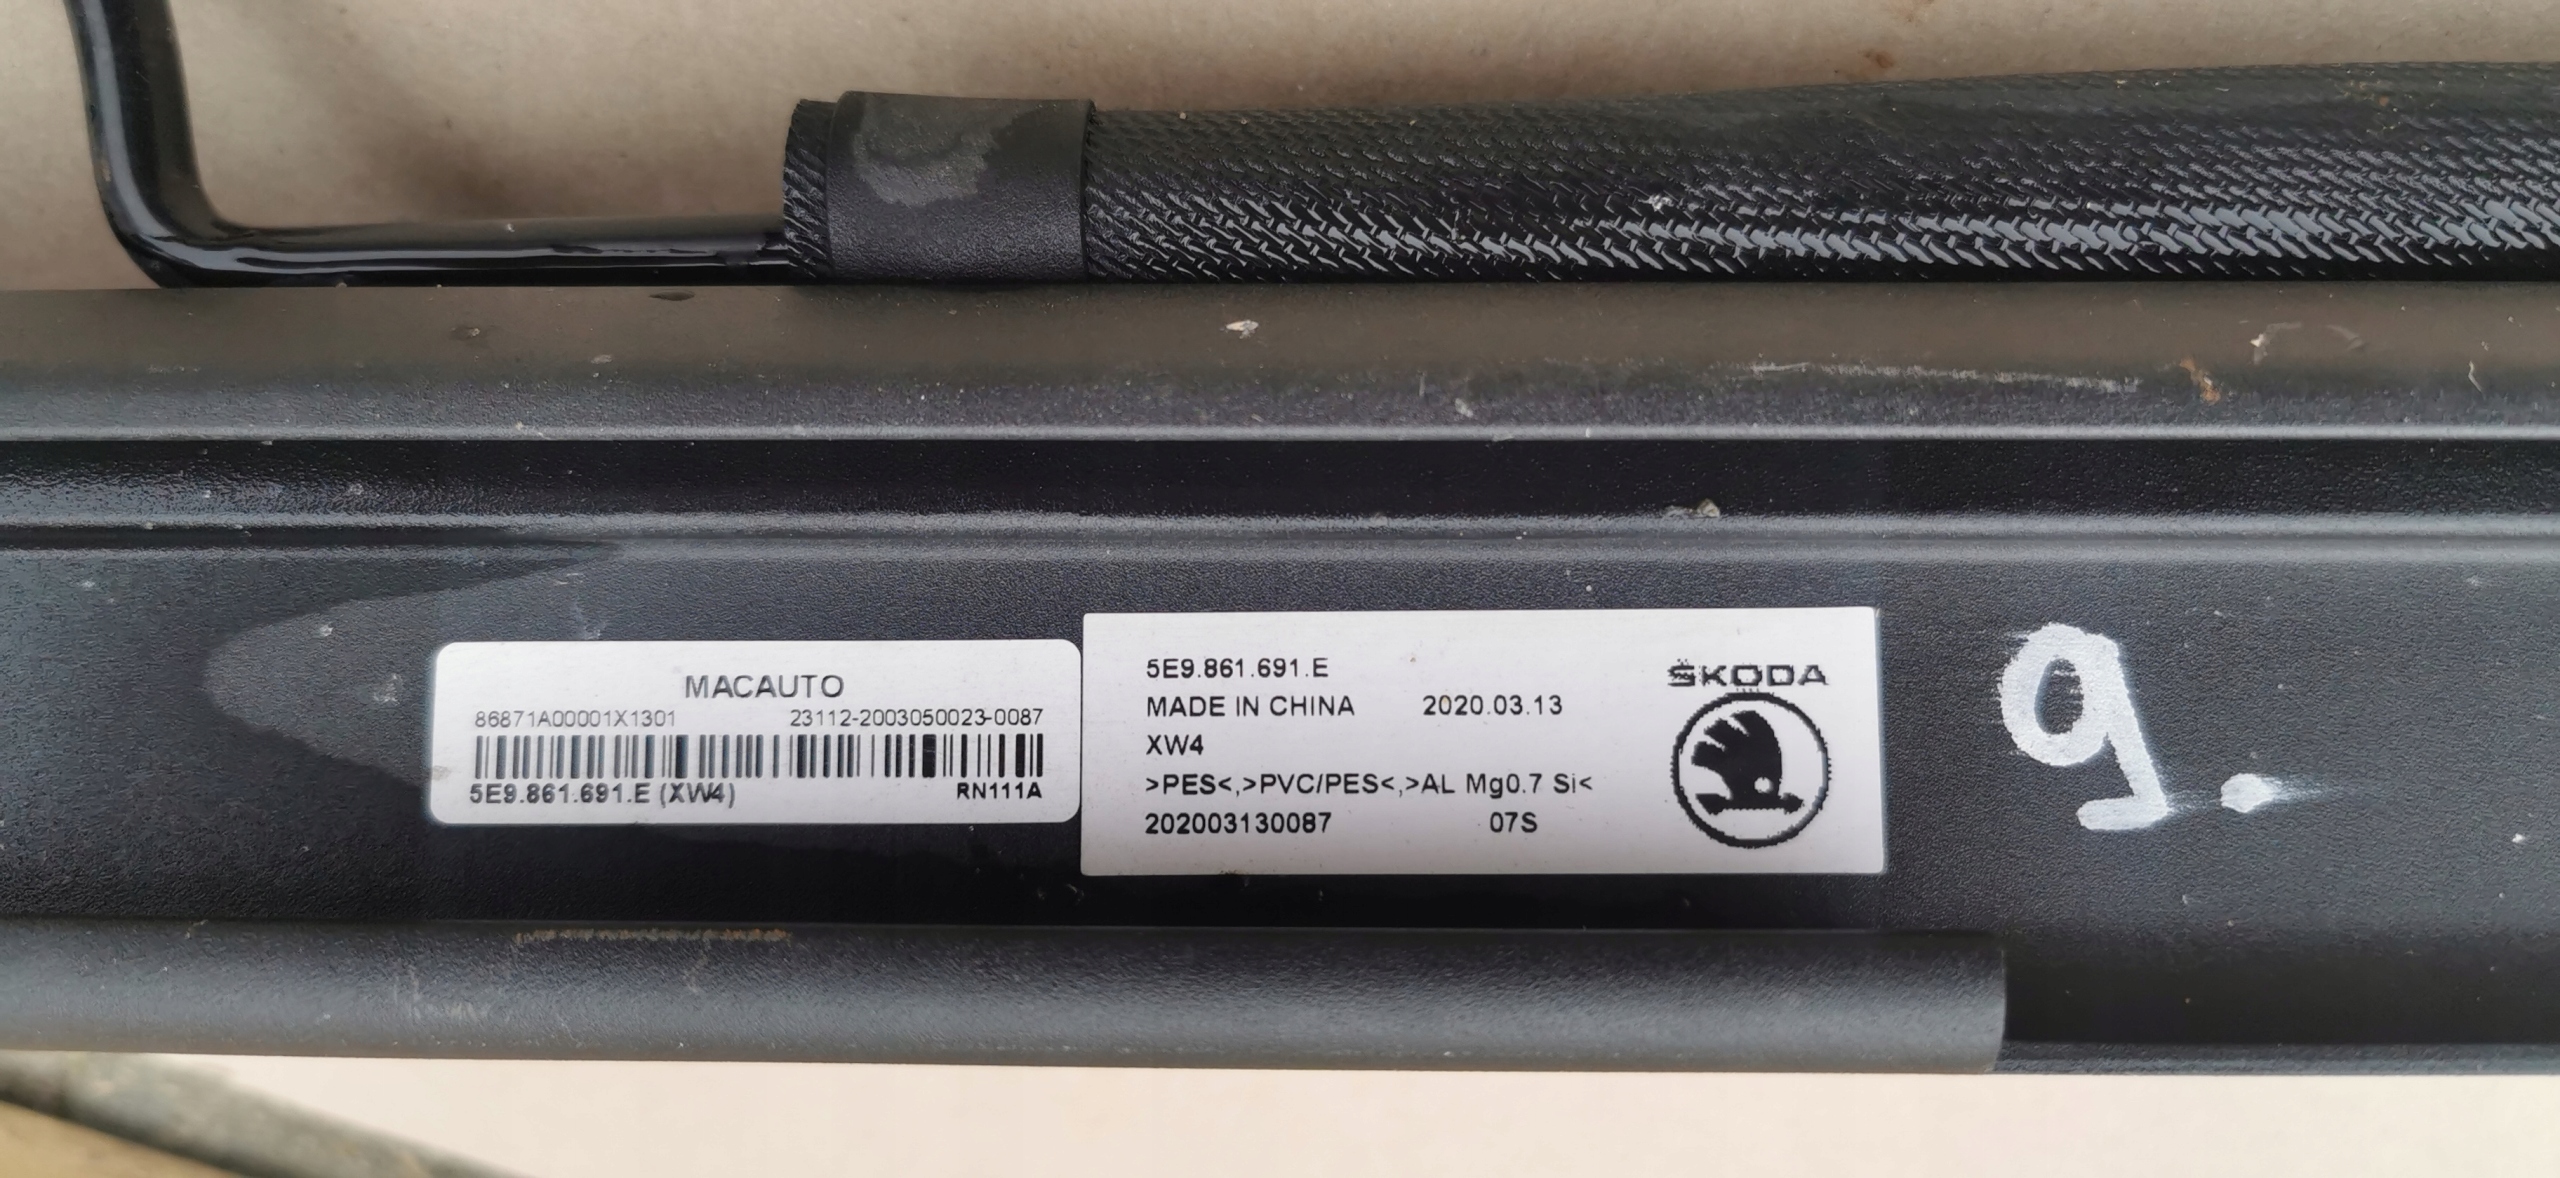 MACAUTO
86871A00001X1301 23112-2003050023-0087
5E9.861.691.E (XW4) RN111A
5E9.861.691.E
MADE IN CHINA 2020.03.13
XW4
>PES<,>PVC/PES<,>AL Mg0.7 Si<
202003130087 07S
ŠKODA
9.